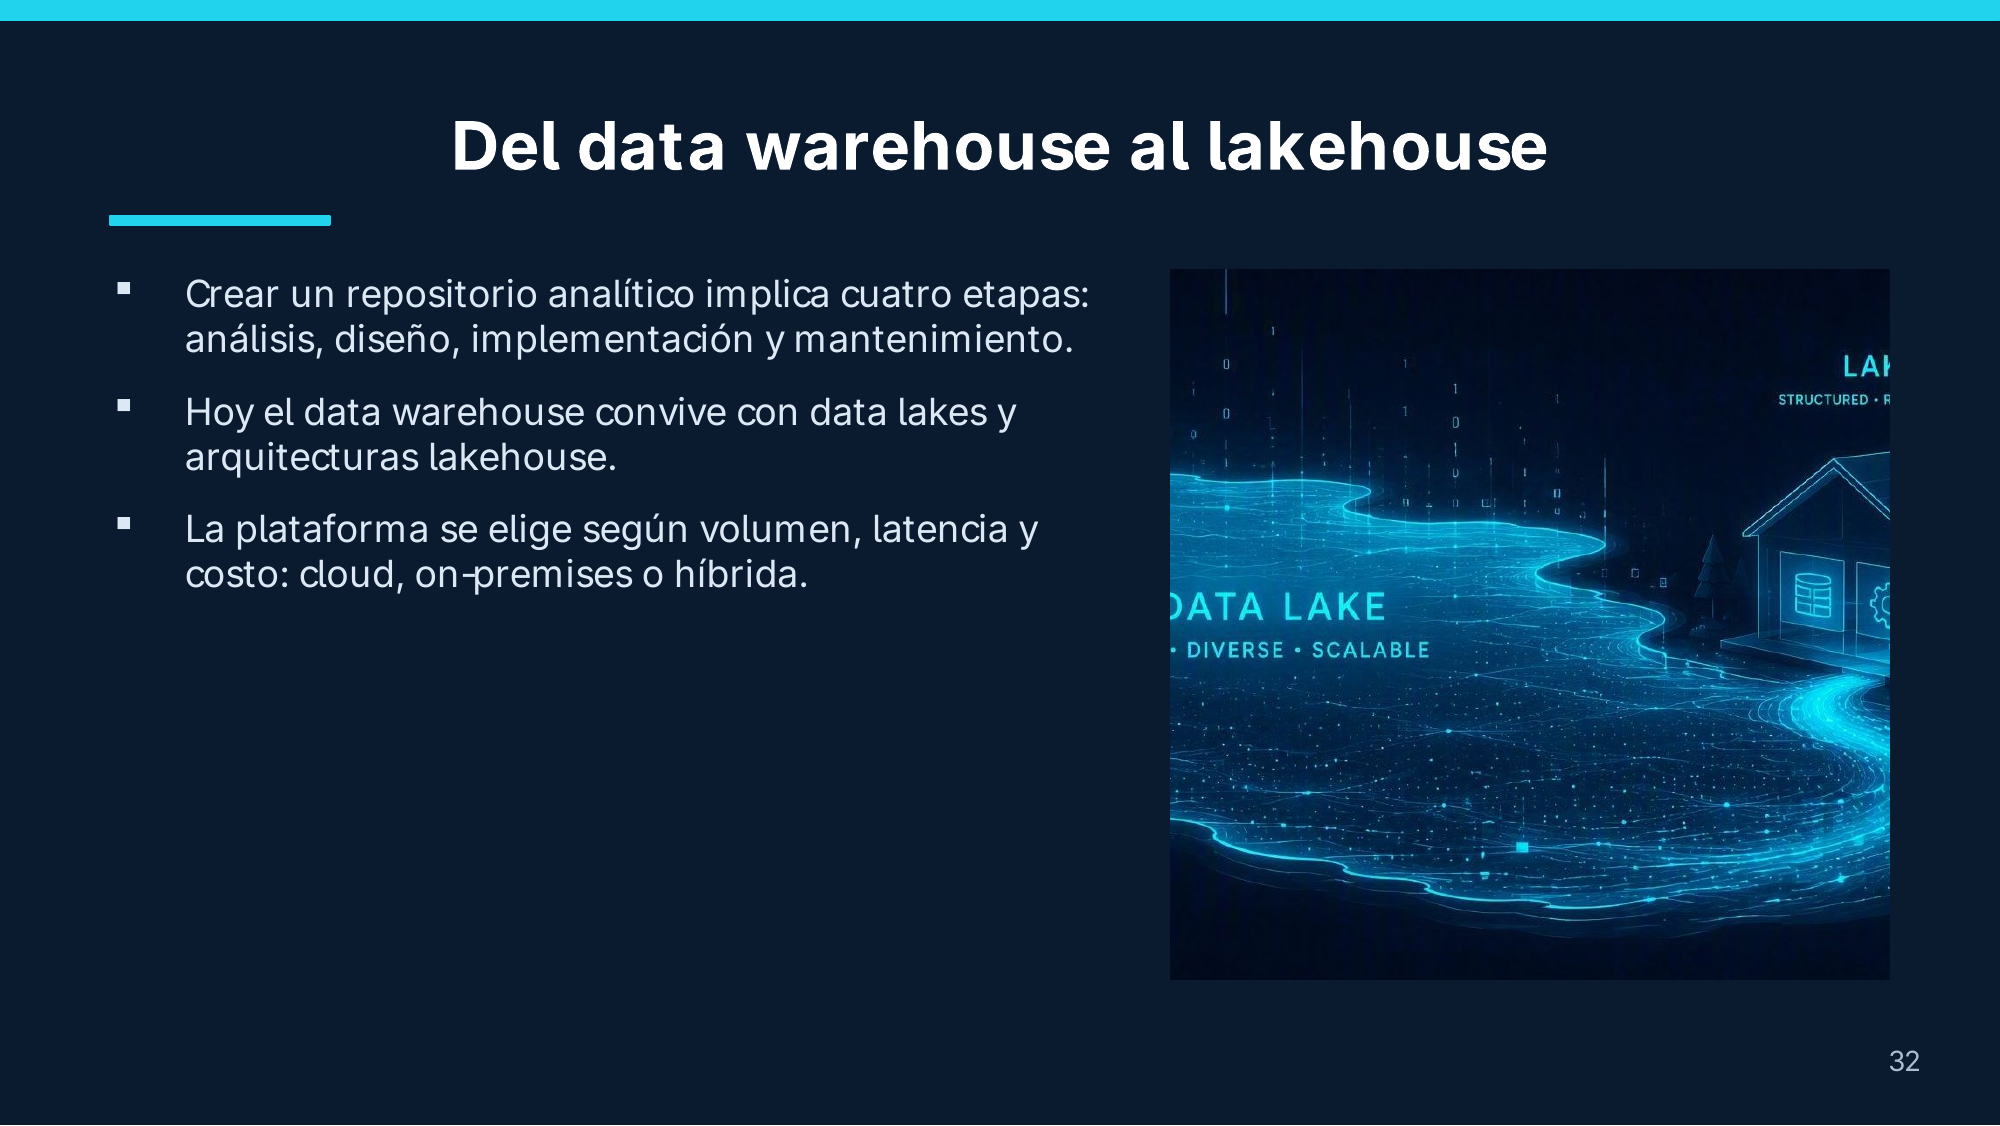 Del data warehouse al lakehouse
▪ Crear un repositorio analítico implica cuatro etapas:
análisis, diseño, implementación y mantenimiento.
▪ Hoy el data warehouse convive con data lakes y
arquitecturas lakehouse.
▪ La plataforma se elige según volumen, latencia y
costo: cloud, on-premises o híbrida.
LAK
STRUCTURED • R
DATA LAKE
• DIVERSE • SCALABLE
32